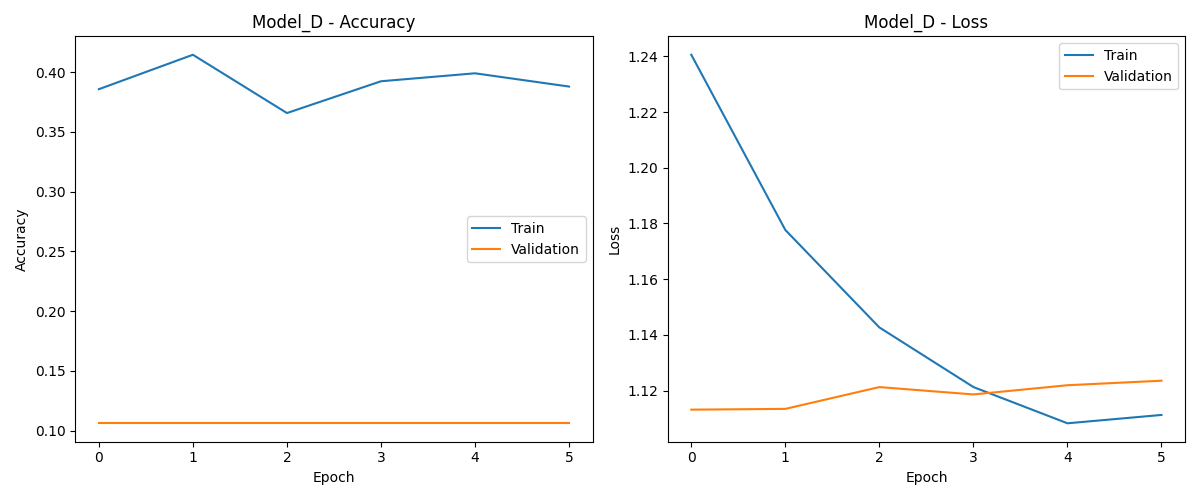 Model_D - Accuracy
0.40
0.35
0.30
0.25
0.20
0.15
0.10
Accuracy
Train
Validation
0 1 2 3 4 5
Epoch
Model_D - Loss
1.24
1.22
1.20
1.18
1.16
1.14
1.12
Loss
Train
Validation
0 1 2 3 4 5
Epoch